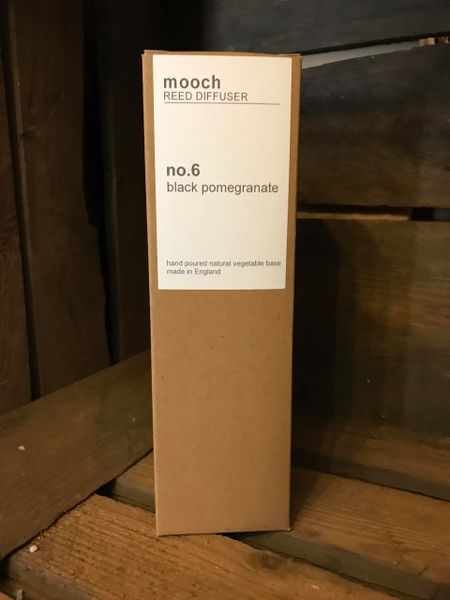 mooch
REED DIFFUSER
no.6
black pomegranate
hand poured natural vegetable base
made in England